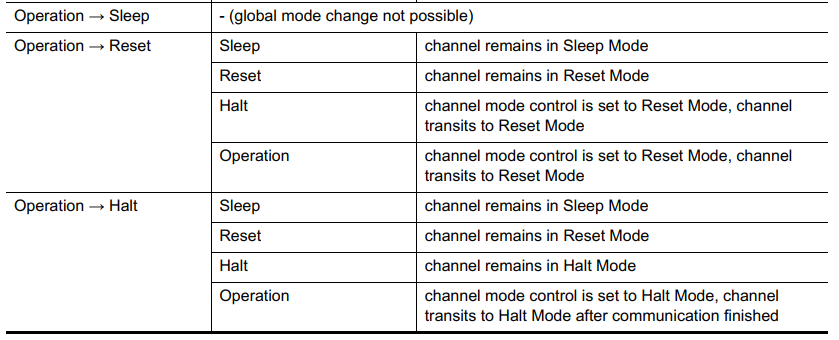 Operation → Sleep - (global mode change not possible)
Operation → Reset Sleep channel remains in Sleep Mode
Reset channel remains in Reset Mode
Halt channel mode control is set to Reset Mode, channel
transits to Reset Mode
Operation channel mode control is set to Reset Mode, channel
transits to Reset Mode
Operation → Halt Sleep channel remains in Sleep Mode
Reset channel remains in Reset Mode
Halt channel remains in Halt Mode
Operation channel mode control is set to Halt Mode, channel
transits to Halt Mode after communication finished